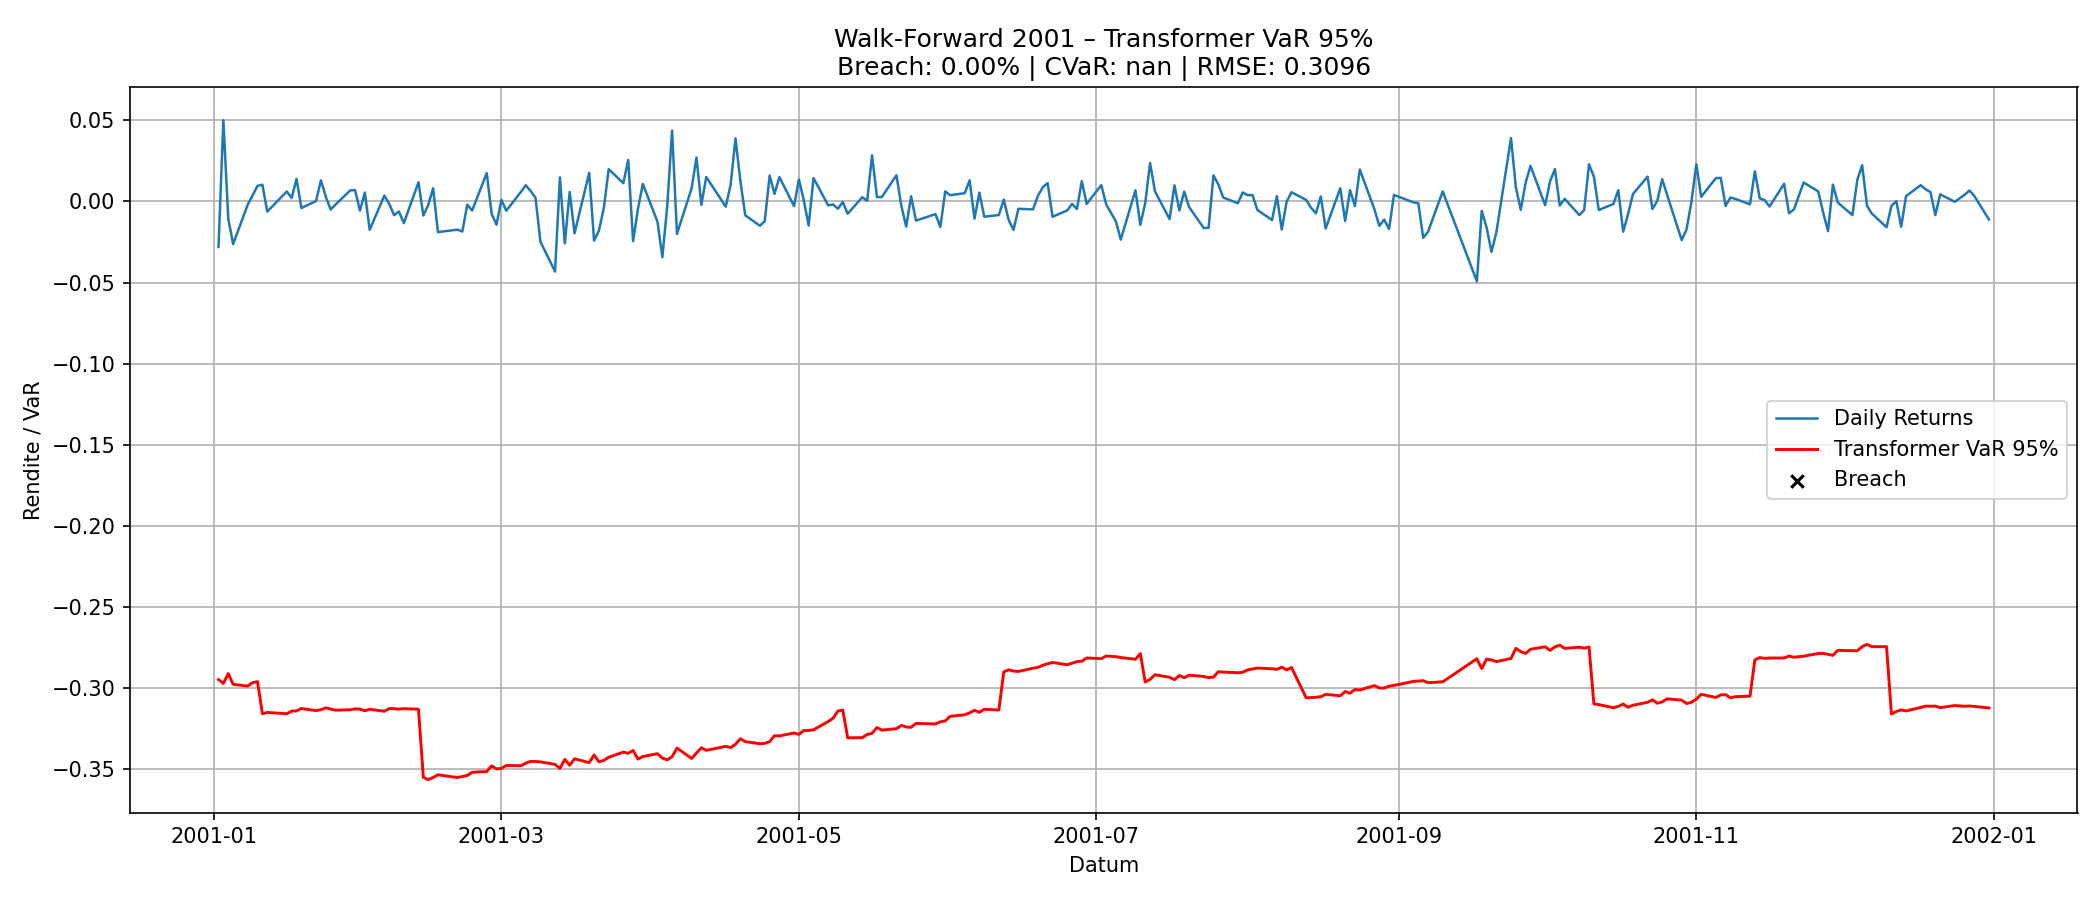 Walk-Forward 2001 – Transformer VaR 95%
Breach: 0.00% | CVaR: nan | RMSE: 0.3096
Rendite / VaR
0.05
0.00
−0.05
−0.10
−0.15
−0.20
−0.25
−0.30
−0.35
Daily Returns
Transformer VaR 95%
Breach
2001-01
2001-03
2001-05
2001-07
2001-09
2001-11
2002-01
Datum